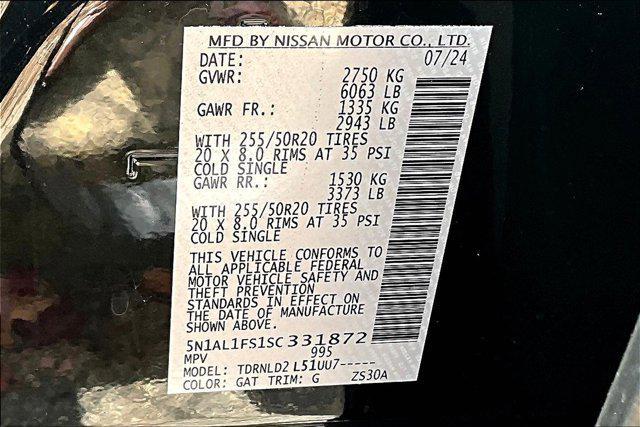 MFD BY NISSAN MOTOR CO., LTD.
DATE: 07/24
GVWR: 2750 KG
6063 LB
GAWR FR.: 1335 KG
2943 LB
WITH 255/50R20 TIRES
20 X 8.0 RIMS AT 35 PSI
COLD SINGLE
GAWR RR.: 1530 KG
3373 LB
WITH 255/50R20 TIRES
20 X 8.0 RIMS AT 35 PSI
COLD SINGLE
THIS VEHICLE CONFORMS TO
ALL APPLICABLE FEDERAL
MOTOR VEHICLE SAFETY AND
THEFT PREVENTION
STANDARDS IN EFFECT ON
THE DATE OF MANUFACTURE
SHOWN ABOVE.
5N1AL1FS1SC331872
MPV 995
MODEL: TDRNLD2 L51UU7-----
COLOR: GAT TRIM: G ZS30A